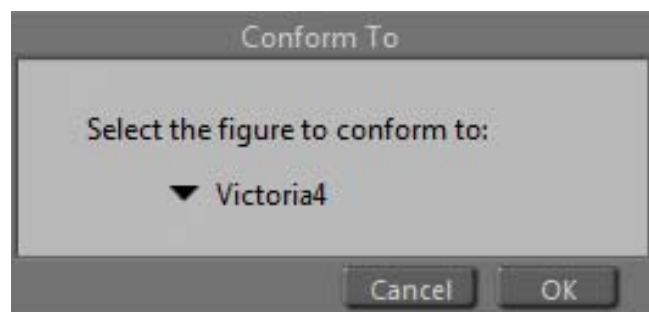 Conform To
Select the figure to conform to:
Victoria4
Cancel OK